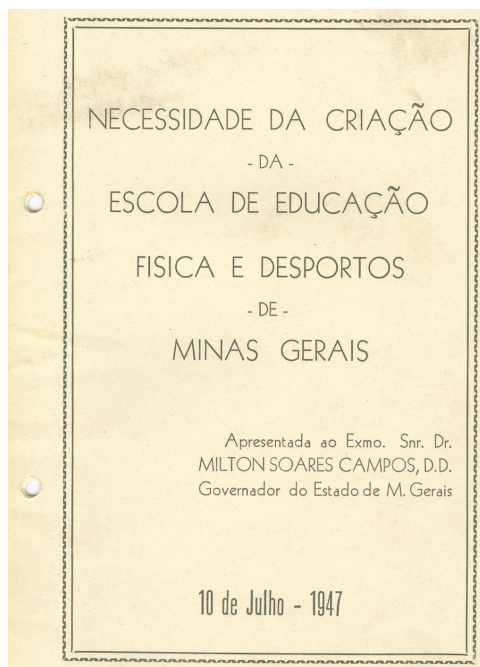 NECESSIDADE DA CRIAÇÃO
- DA -
ESCOLA DE EDUCAÇÃO
FISICA E DESPORTOS
- DE -
MINAS GERAIS
Apresentada ao Exmo. Snr. Dr.
MILTON SOARES CAMPOS, D.D.
Governador do Estado de M. Gerais
10 de Julho - 1947